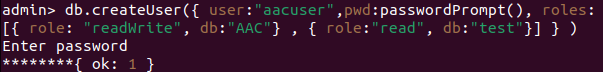 admin> db.createUser({ user:"aacuser",pwd:passwordPrompt(), roles:
[{ role: "readWrite", db:"AAC"} , { role:"read", db:"test"}] } )
Enter password
********{ ok: 1 }